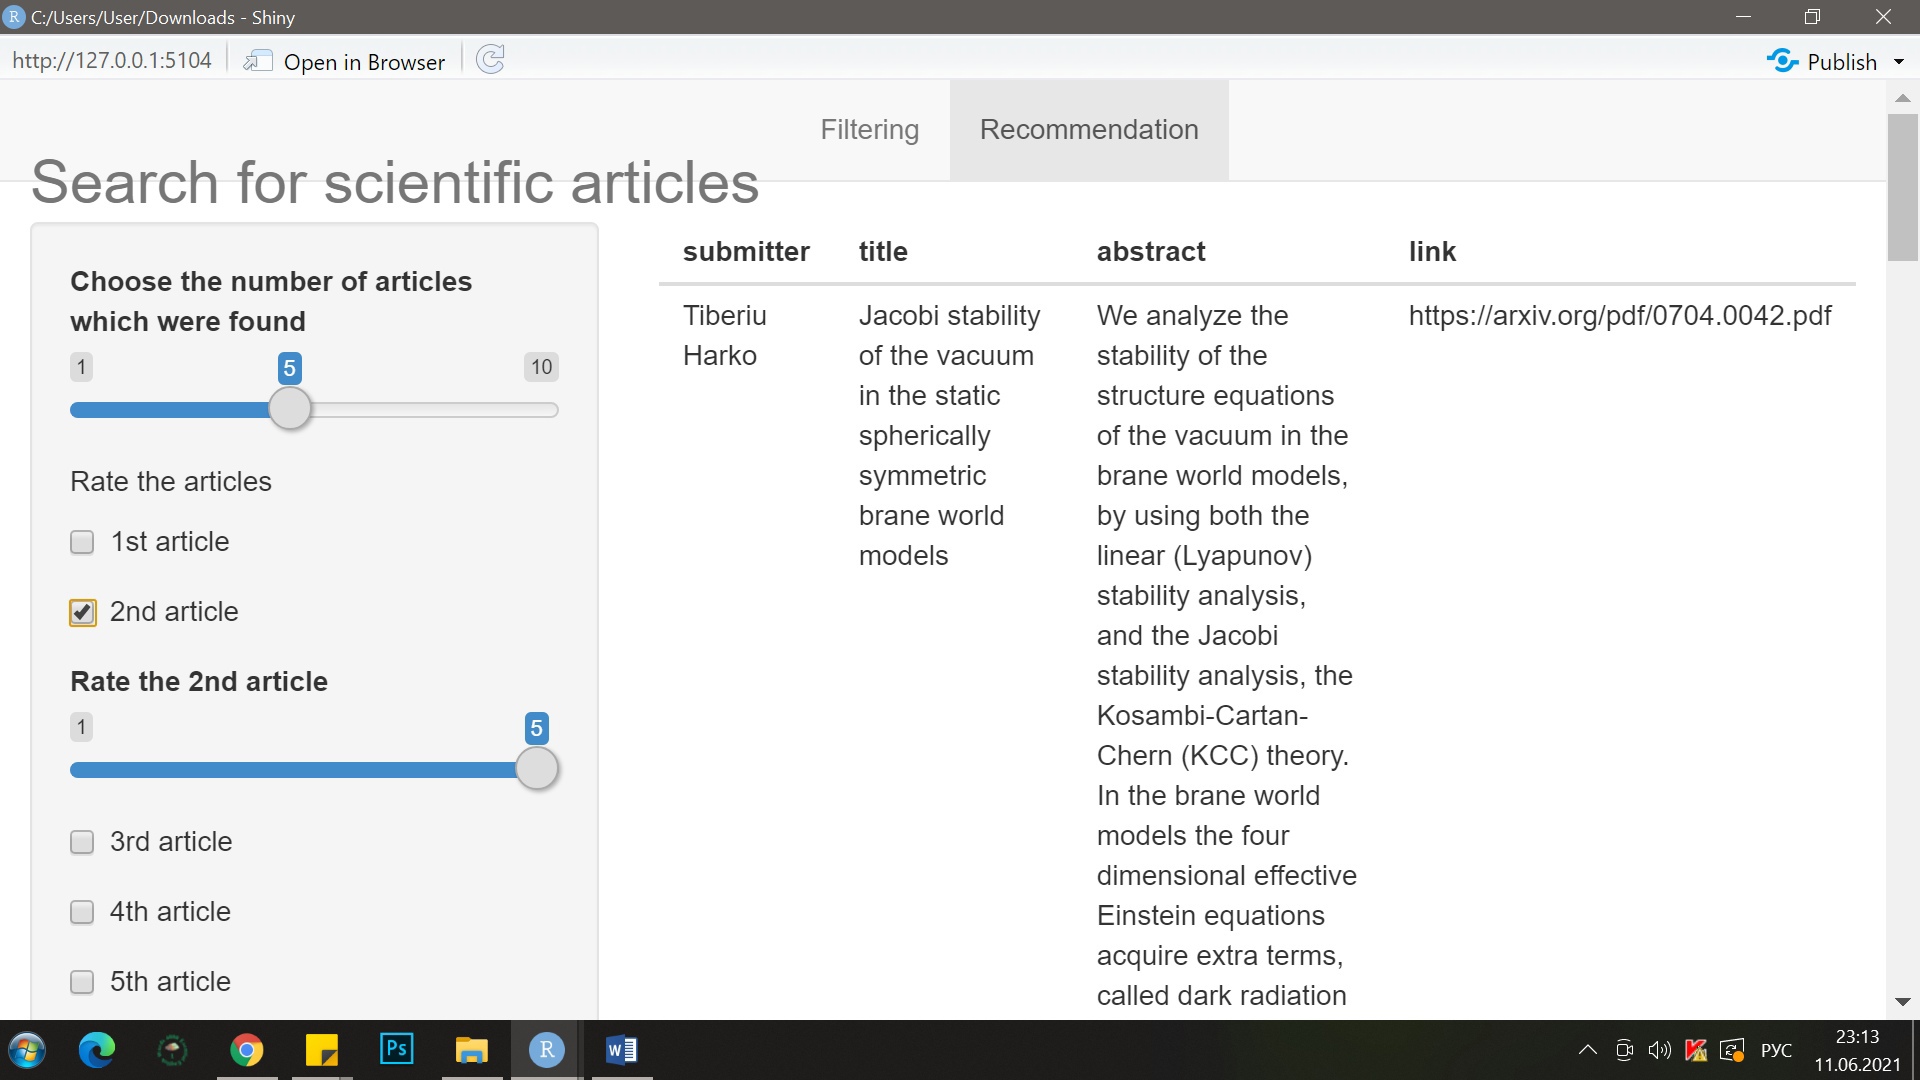 R C:/Users/User/Downloads - Shiny
http://127.0.0.1:5104 Open in Browser Publish
Filtering Recommendation
Search for scientific articles
Choose the number of articles
which were found
1 5 10
Rate the articles
1st article
2nd article
Rate the 2nd article
1 5
3rd article
4th article
5th article
submitter title abstract link
Tiberiu Jacobi stability We analyze the https://arxiv.org/pdf/0704.0042.pdf
Harko of the vacuum stability of the
in the static structure equations
spherically of the vacuum in the
symmetric brane world models,
brane world by using both the
models linear (Lyapunov)
stability analysis,
and the Jacobi
stability analysis, the
Kosambi-Cartan-
Chern (KCC) theory.
In the brane world
models the four
dimensional effective
Einstein equations
acquire extra terms,
called dark radiation
Ps R W РУС 23:13
11.06.2021